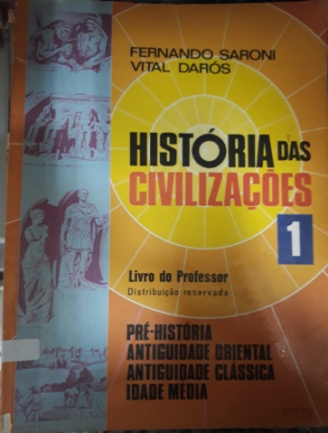 FERNANDO SARONI
VITAL DARÓS
HISTÓRIA DAS
CIVILIZAÇÕES
1
Livro do Professor
Distribuição reservada
PRÉ-HISTÓRIA
ANTIGUIDADE ORIENTAL
ANTIGUIDADE CLÁSSICA
IDADE MÉDIA
FTD